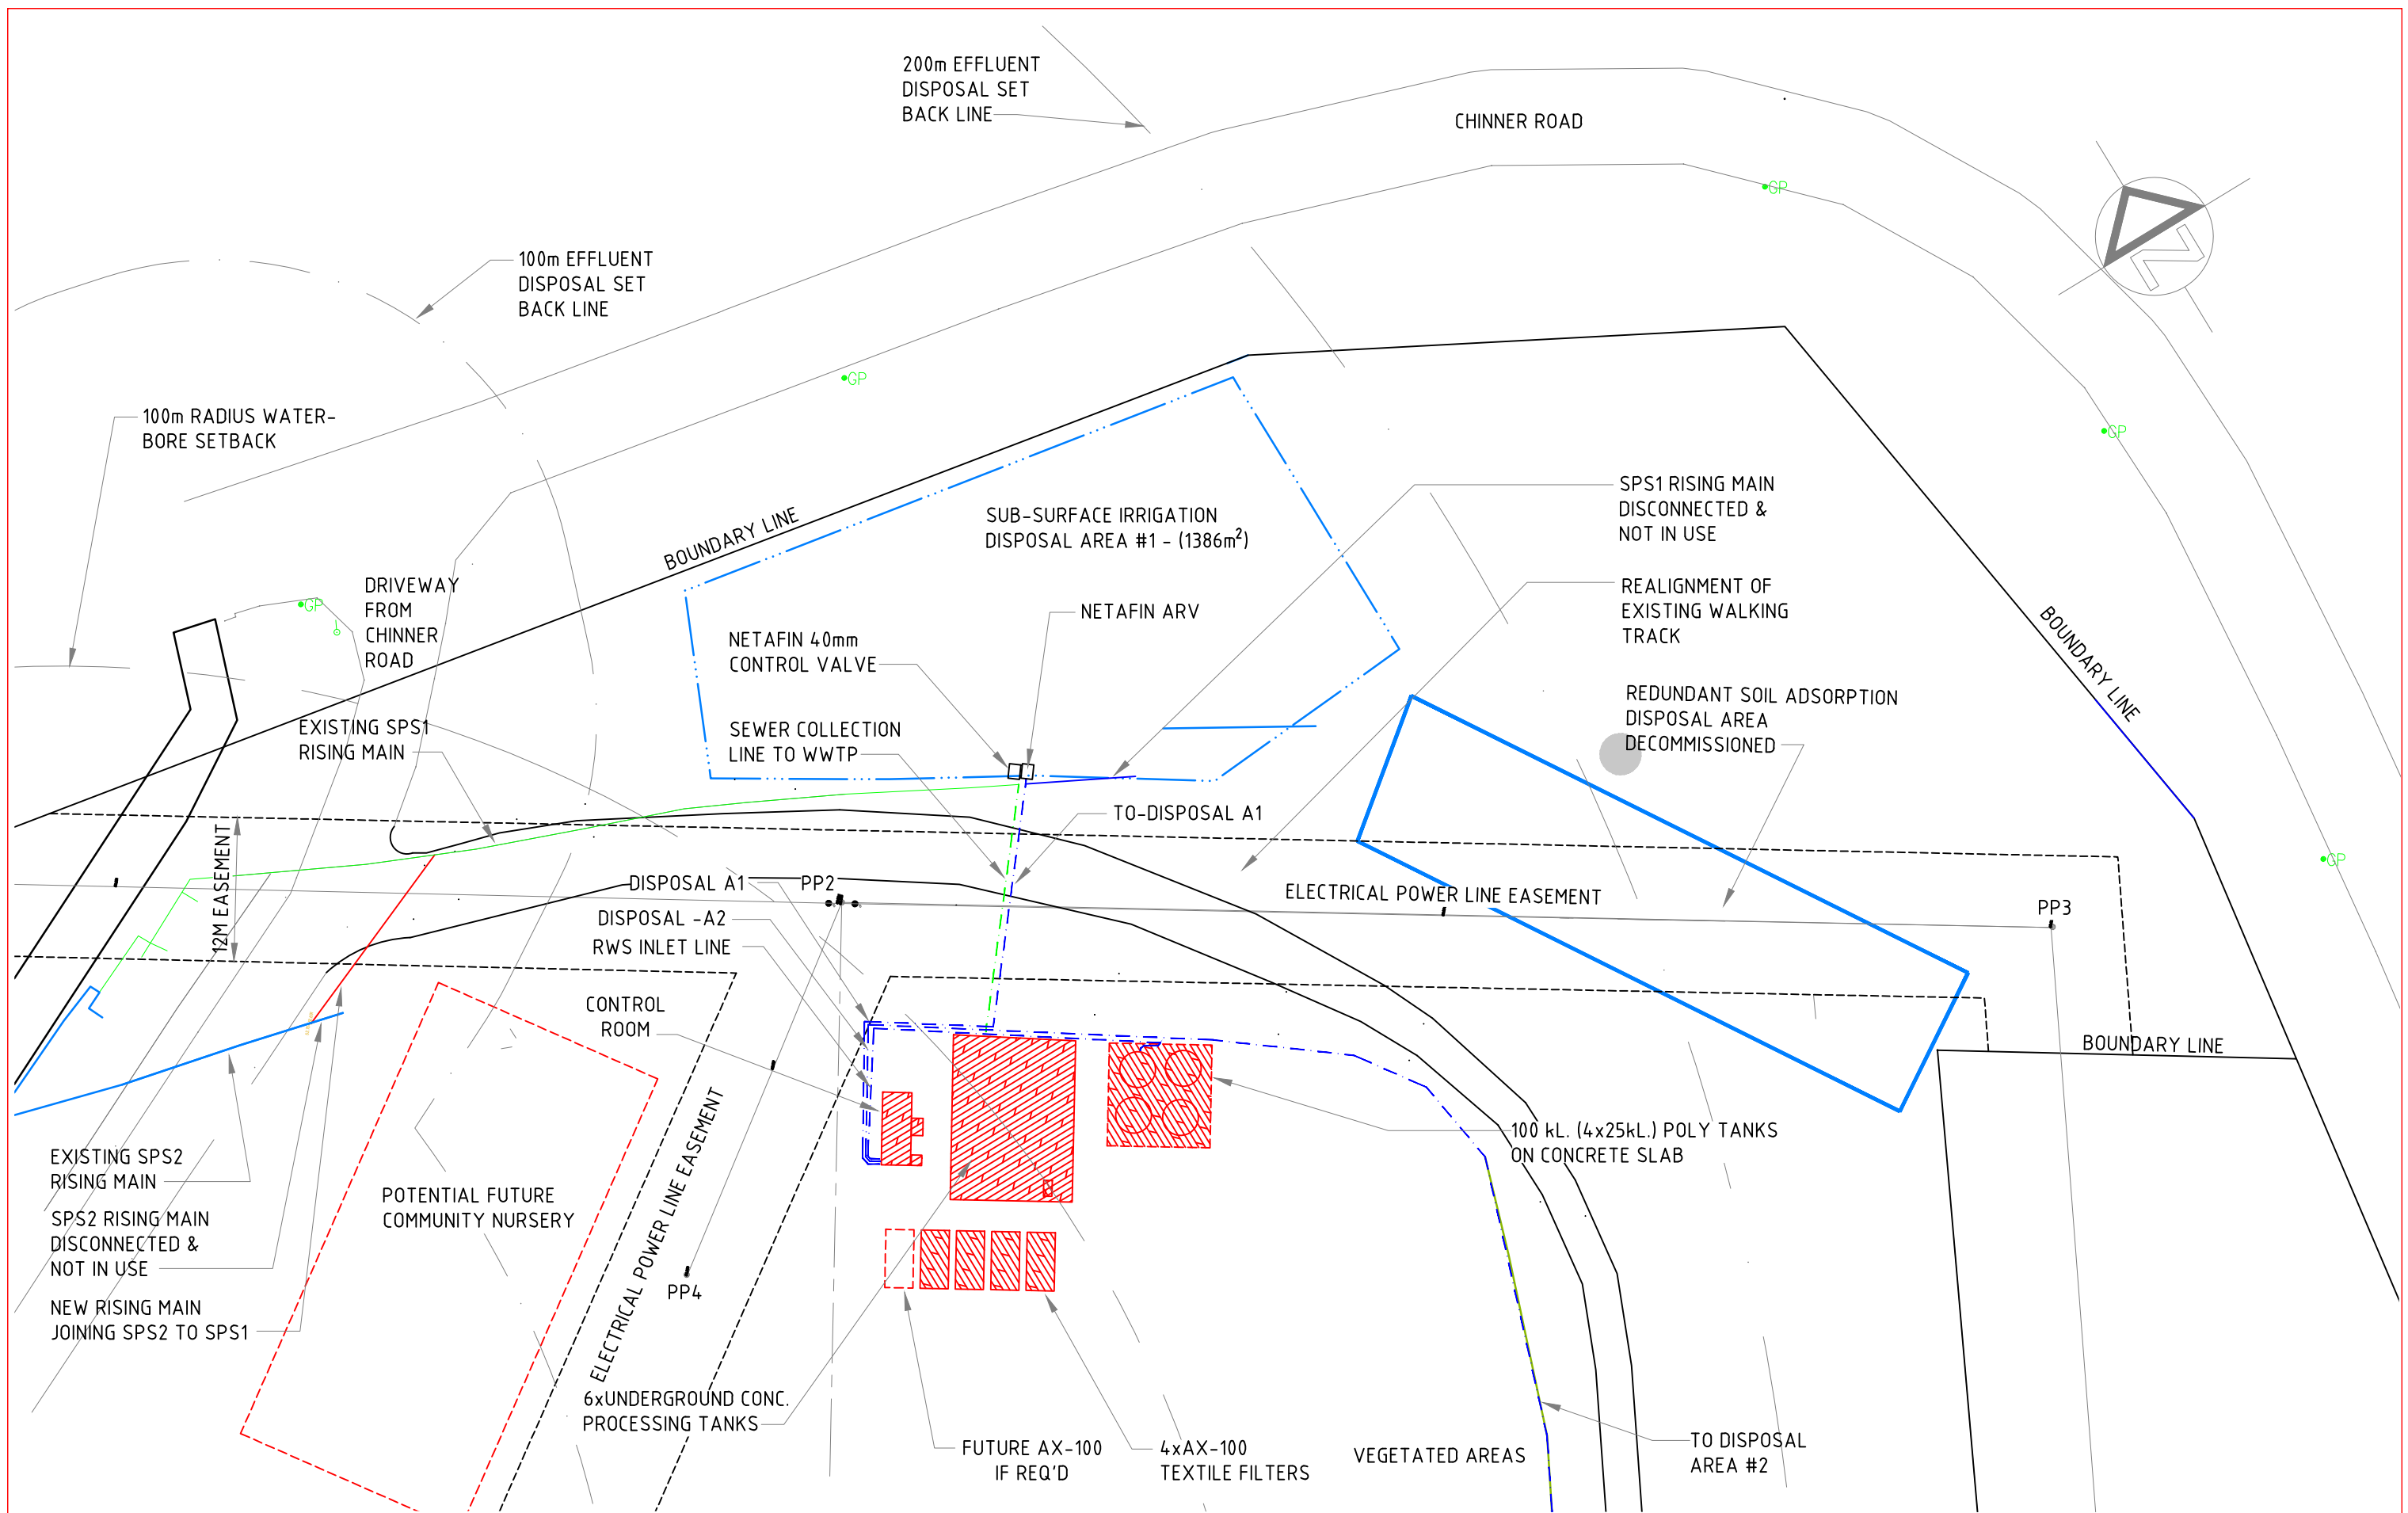 200m EFFLUENT
DISPOSAL SET
BACK LINE
CHINNER ROAD
GP
N
100m EFFLUENT
DISPOSAL SET
BACK LINE
GP
100m RADIUS WATER-
BORE SETBACK
GP
SPS1 RISING MAIN
DISCONNECTED &
NOT IN USE
BOUNDARY LINE
SUB-SURFACE IRRIGATION
DISPOSAL AREA #1 - (1386m²)
REALIGNMENT OF
EXISTING WALKING
TRACK
DRIVEWAY
FROM
CHINNER
ROAD
GP
NETAFIN ARV
NETAFIN 40mm
CONTROL VALVE
BOUNDARY LINE
REDUNDANT SOIL ADSORPTION
DISPOSAL AREA
DECOMMISSIONED
EXISTING SPS1
RISING MAIN
SEWER COLLECTION
LINE TO WWTP
TO-DISPOSAL A1
GP
12M EASEMENT
DISPOSAL A1
PP2
ELECTRICAL POWER LINE EASEMENT
PP3
DISPOSAL -A2
RWS INLET LINE
CONTROL
ROOM
BOUNDARY LINE
ELECTRICAL POWER LINE EASEMENT
100 kL. (4x25kL.) POLY TANKS
ON CONCRETE SLAB
EXISTING SPS2
RISING MAIN
POTENTIAL FUTURE
COMMUNITY NURSERY
SPS2 RISING MAIN
DISCONNECTED &
NOT IN USE
PP4
NEW RISING MAIN
JOINING SPS2 TO SPS1
6xUNDERGROUND CONC.
PROCESSING TANKS
FUTURE AX-100
IF REQ'D
4xAX-100
TEXTILE FILTERS
VEGETATED AREAS
TO DISPOSAL
AREA #2